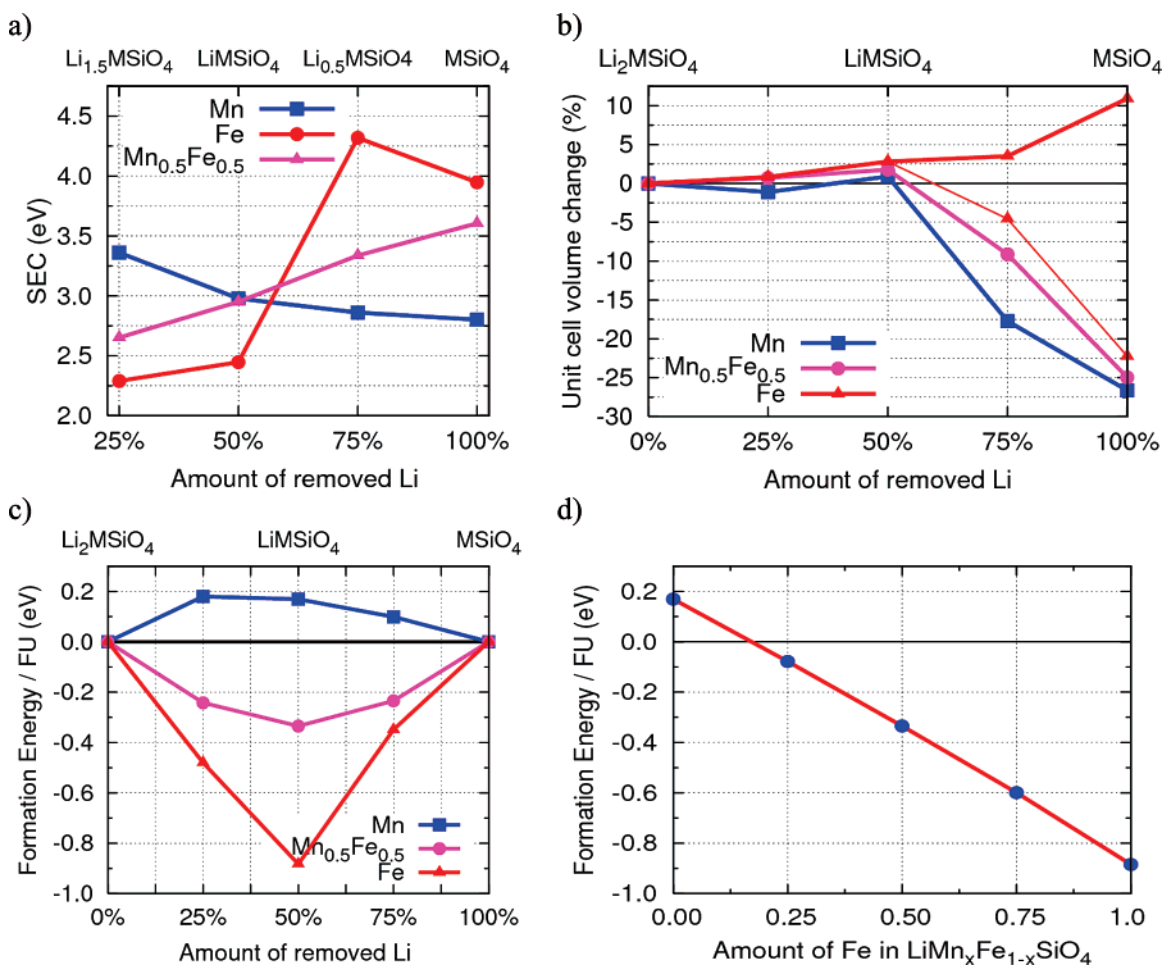 a)
Li1.5MSiO4 LiMSiO4 Li0.5MSiO4 MSiO4
Mn
Fe
Mn0.5Fe0.5
4.5
4.0
3.5
3.0
2.5
2.0
SEC (eV)
25% 50% 75% 100%
Amount of removed Li
b)
Li2MSiO4 LiMSiO4 MSiO4
10
5
0
-5
-10
-15
-20
-25
-30
Unit cell volume change (%)
Mn
Mn0.5Fe0.5
Fe
0% 25% 50% 75% 100%
Amount of removed Li
c)
Li2MSiO4 LiMSiO4 MSiO4
0.2
0.0
-0.2
-0.4
-0.6
-0.8
-1.0
Formation Energy / FU (eV)
Mn
Mn0.5Fe0.5
Fe
0% 25% 50% 75% 100%
Amount of removed Li
d)
0.2
0.0
-0.2
-0.4
-0.6
-0.8
-1.0
Formation Energy / FU (eV)
0.00 0.25 0.50 0.75 1.0
Amount of Fe in LiMnxFe1-xSiO4